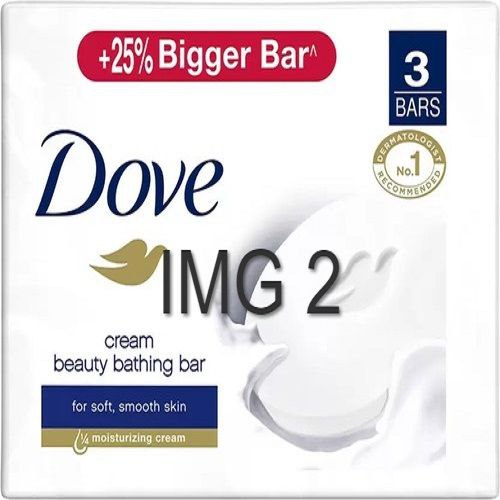 +25% Bigger Bar^
3
BARS
DERMATOLOGIST
No.1
RECOMMENDED
Dove
IMG 2
cream
beauty bathing bar
for soft, smooth skin
¼ moisturizing cream